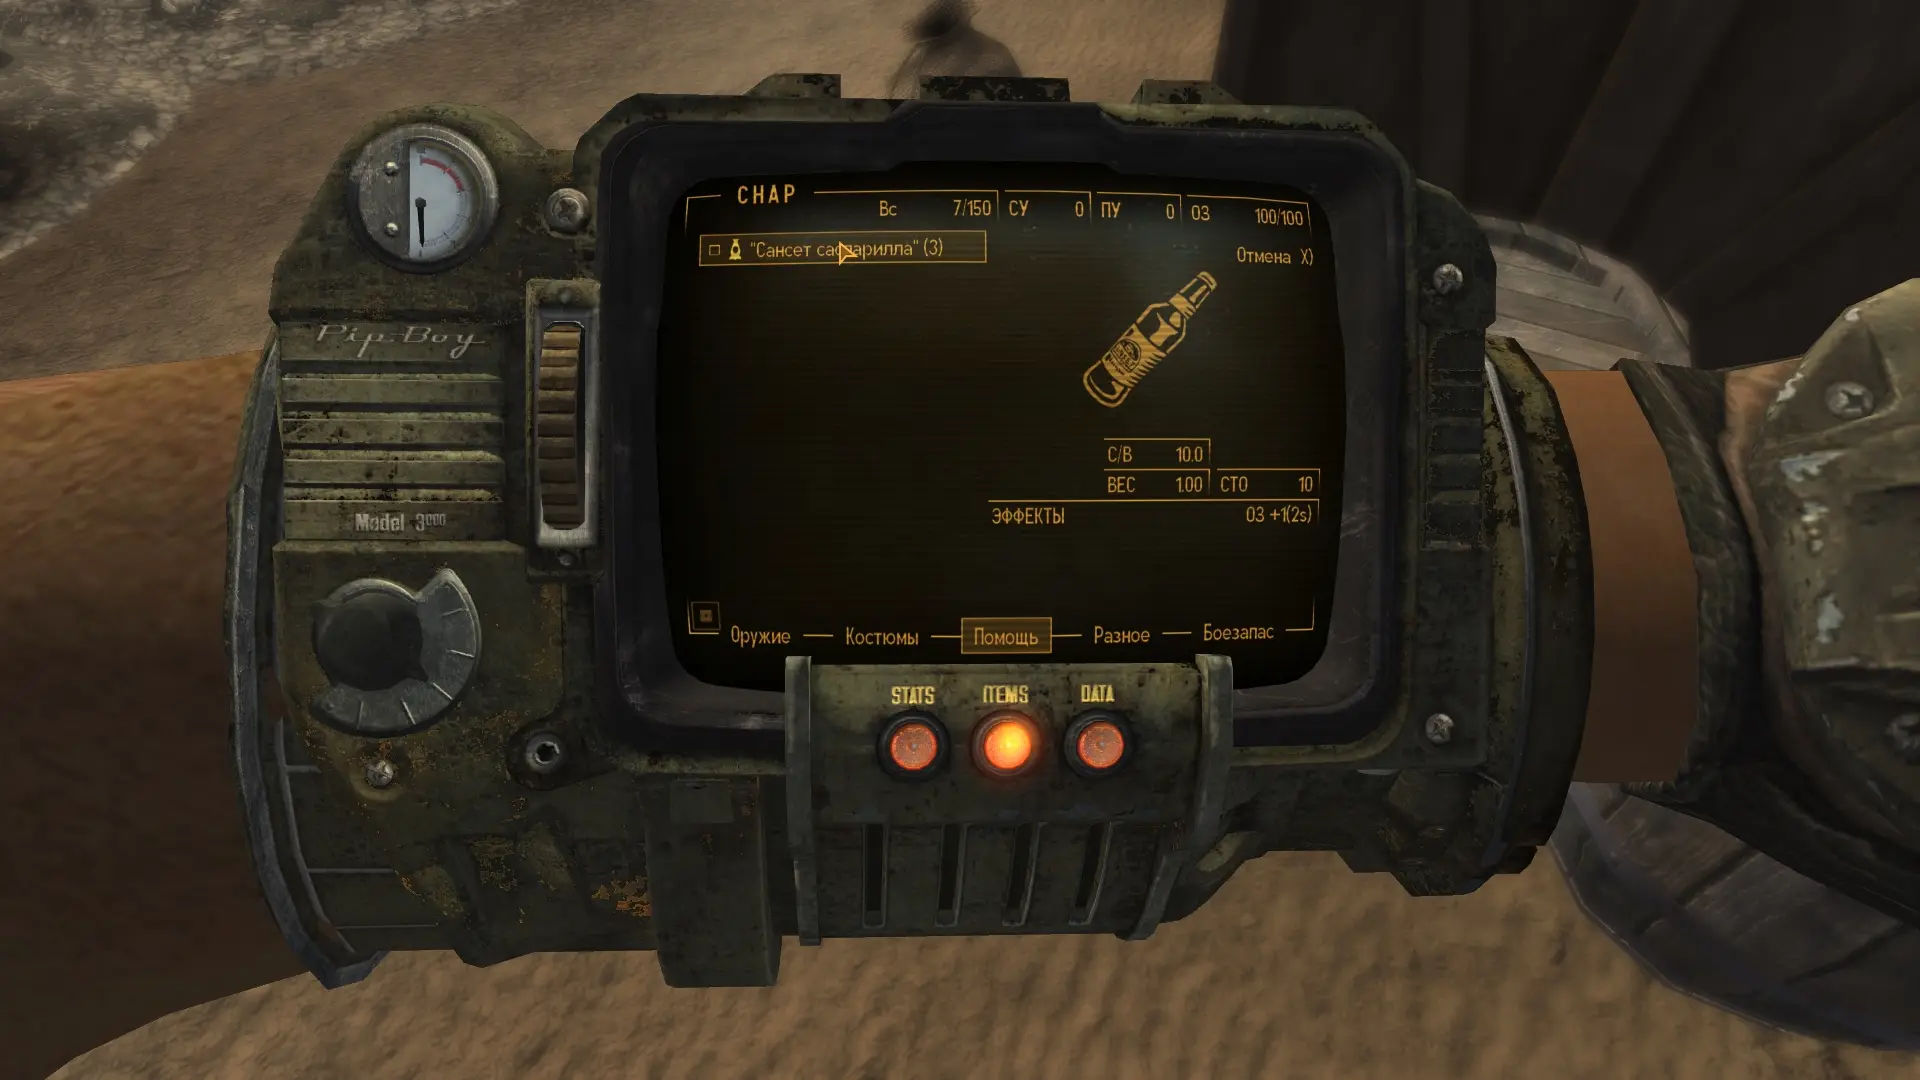 СНАР
Вс 7/150 СУ 0 ПУ 0 ОЗ 100/100
"Сансет сарсапарилла" (3)
Отмена X)
Pip-Boy
С/В 10.0
ВЕС 1.00 СТО 10
Model 3000
ЭФФЕКТЫ ОЗ +1(2s)
Оружие — Костюмы — Помощь — Разное — Боезапас
STATS ITEMS DATA